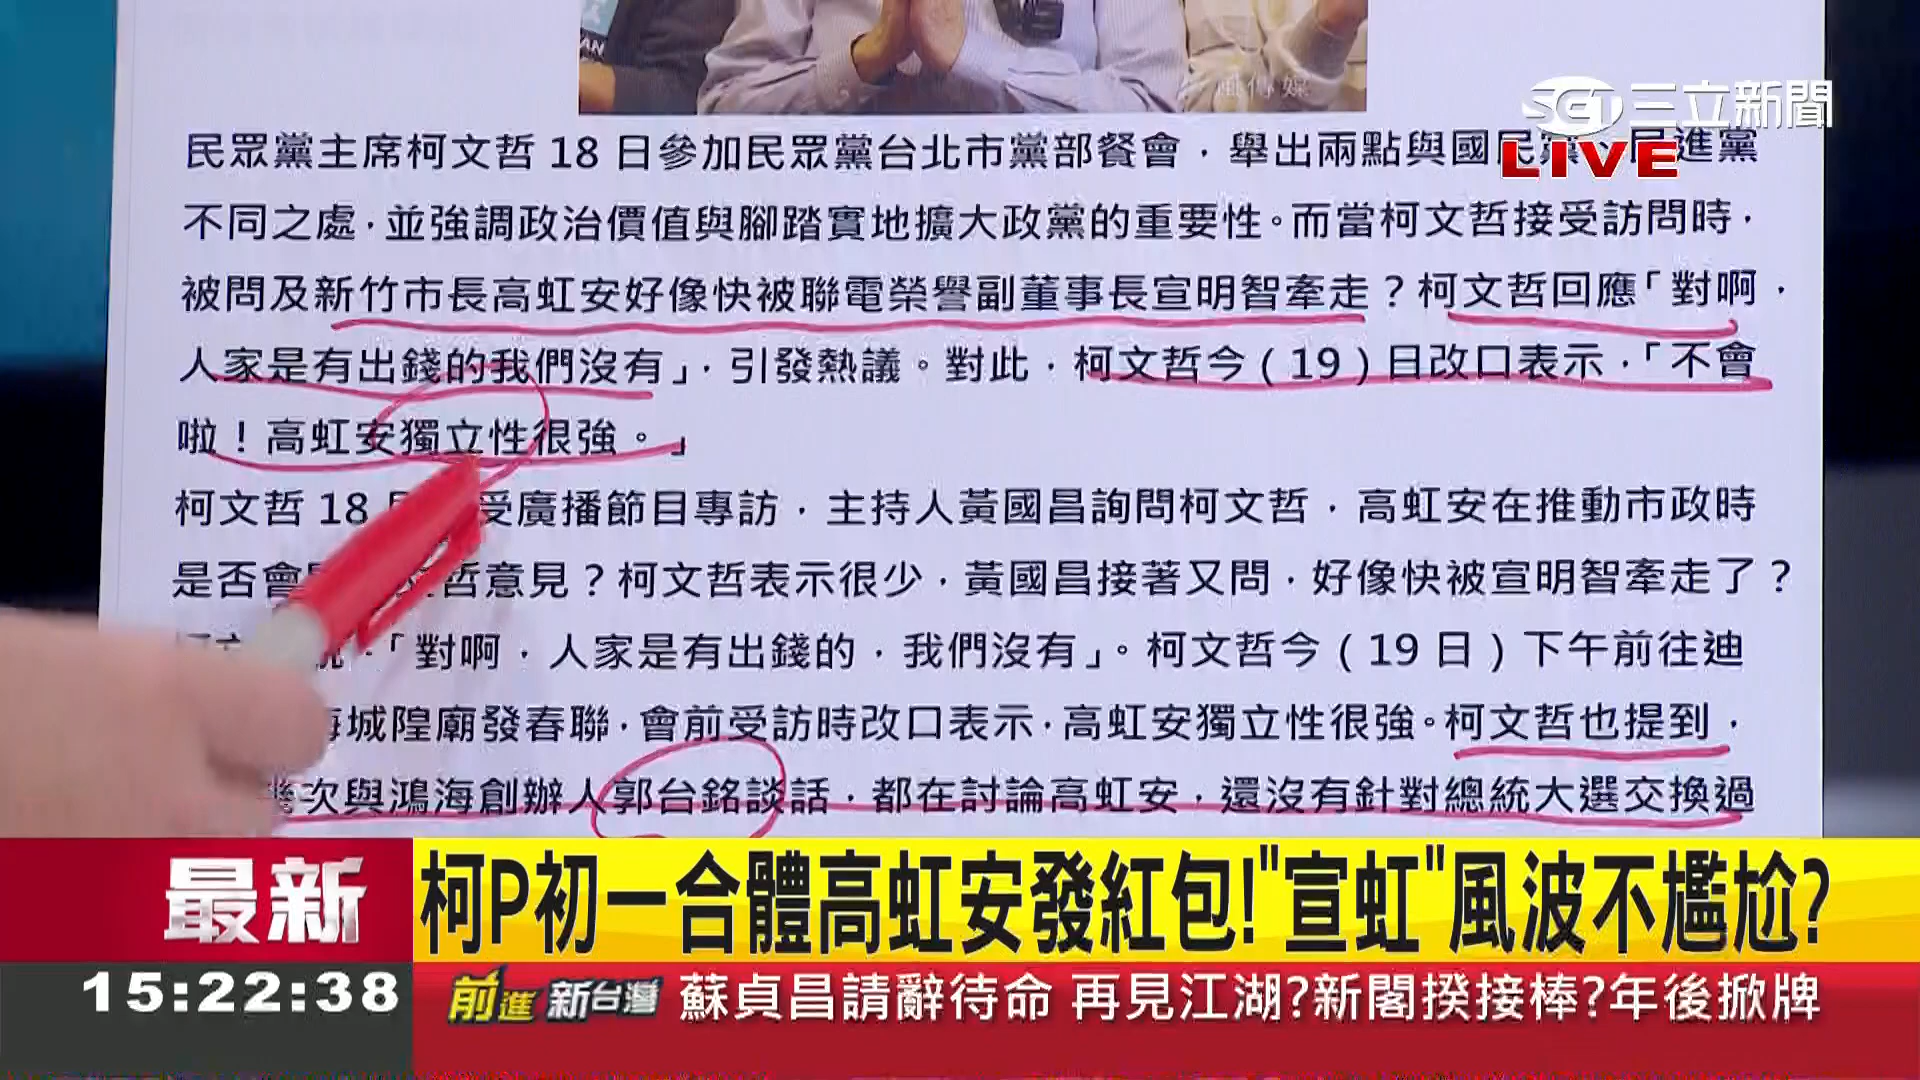 AN
風傳媒
SET三立新聞
LIVE
民眾黨主席柯文哲18日參加民眾黨台北市黨部餐會，舉出兩點與國民黨、民進黨
不同之處，並強調政治價值與腳踏實地擴大政黨的重要性。而當柯文哲接受訪問時，
被問及新竹市長高虹安好像快被聯電榮譽副董事長宣明智牽走？柯文哲回應「對啊，
人家是有出錢的我們沒有」，引發熱議。對此，柯文哲今（19）日改口表示，「不會
啦！高虹安獨立性很強。」
柯文哲18 受廣播節目專訪，主持人黃國昌詢問柯文哲，高虹安在推動市政時
是否會 哲意見？柯文哲表示很少，黃國昌接著又問，好像快被宣明智牽走了？
「對啊，人家是有出錢的，我們沒有」。柯文哲今（19日）下午前往迪
海城隍廟發春聯，會前受訪時改口表示，高虹安獨立性很強。柯文哲也提到，
幾次與鴻海創辦人郭台銘談話，都在討論高虹安，還沒有針對總統大選交換過
最新
柯P初一合體高虹安發紅包!"宣虹"風波不尷尬?
15:22:38
前進新台灣
蘇貞昌請辭待命 再見江湖?新閣揆接棒?年後掀牌